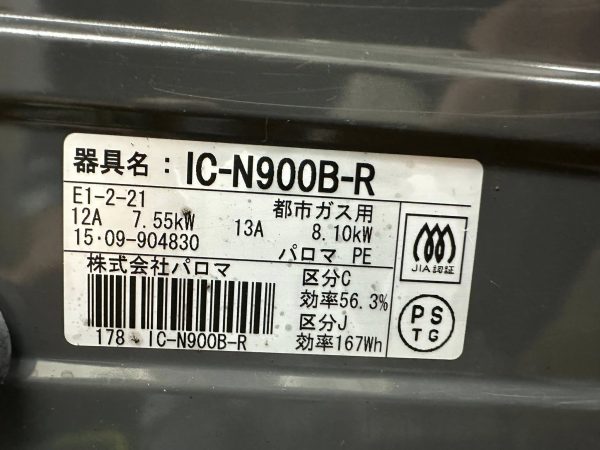 器具名：IC-N900B-R
E1-2-21 都市ガス用
12A 7.55kW 13A 8.10kW
15・09-904830 パロマ PE
株式会社パロマ
区分C
効率56.3%
区分J
効率167Wh
178 IC-N900B-R
JIA認証
PS
TG